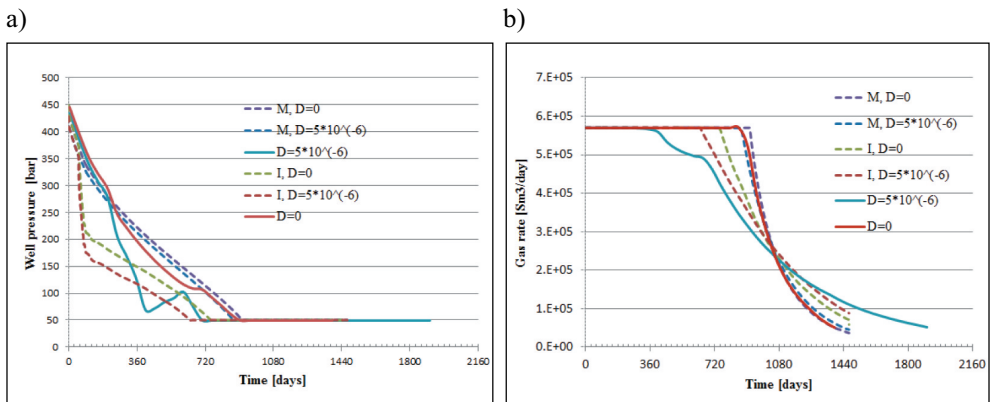 a)
b)
500
450
400
350
300
250
200
150
100
50
0
Well pressure [bar]
M, D=0
M, D=5*10^(-6)
D=5*10^(-6)
I, D=0
I, D=5*10^(-6)
D=0
0 360 720 1080 1440 1800 2160
Time [days]
7.E+05
6.E+05
5.E+05
4.E+05
3.E+05
2.E+05
1.E+05
0.E+00
Gas rate [Sm3/day]
M, D=0
M, D=5*10^(-6)
I, D=0
I, D=5*10^(-6)
D=5*10^(-6)
D=0
0 360 720 1080 1440 1800 2160
Time [days]